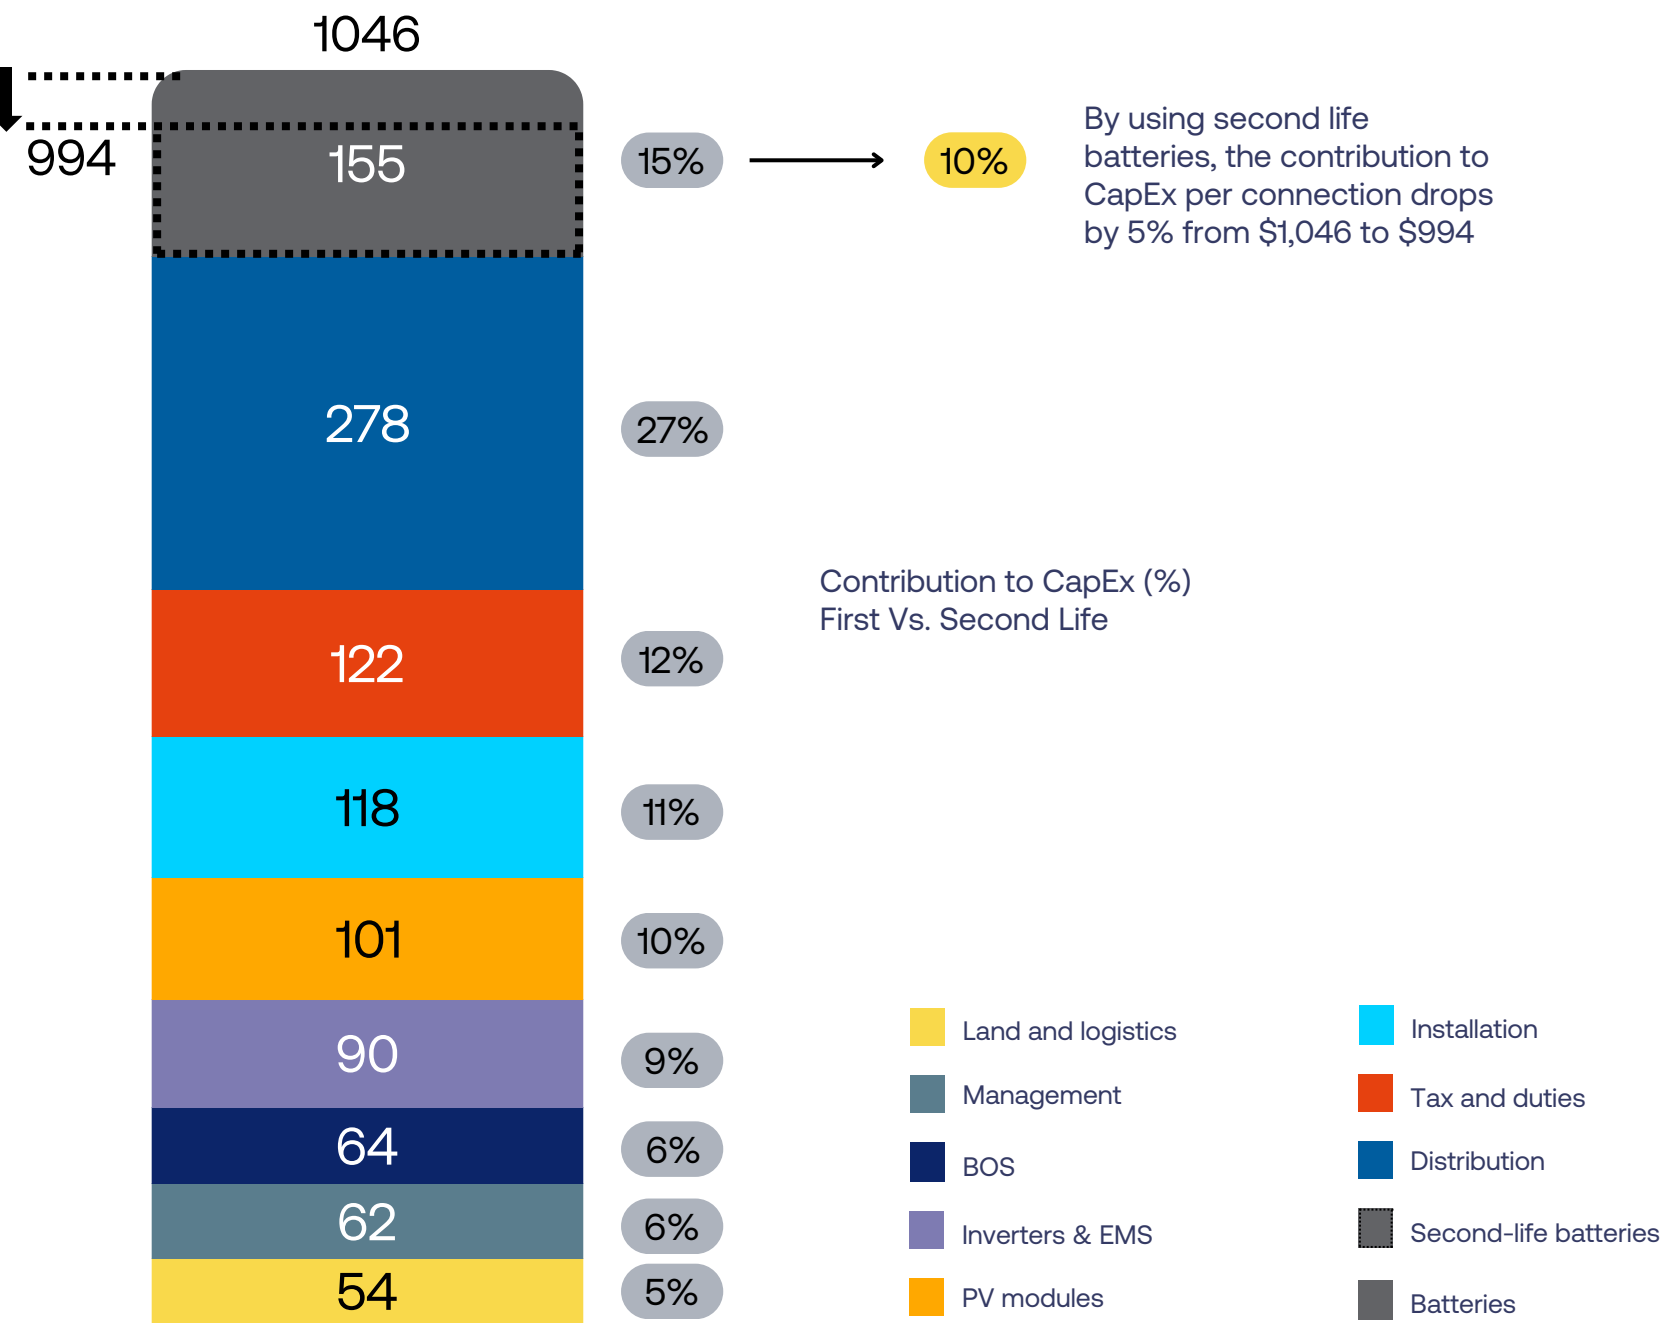 1046
994
155
15%
10%
By using second life
batteries, the contribution to
CapEx per connection drops
by 5% from $1,046 to $994
278
27%
Contribution to CapEx (%)
First Vs. Second Life
122
12%
118
11%
101
10%
90
9%
64
6%
62
6%
54
5%
Land and logistics
Management
BOS
Inverters & EMS
PV modules
Installation
Tax and duties
Distribution
Second-life batteries
Batteries